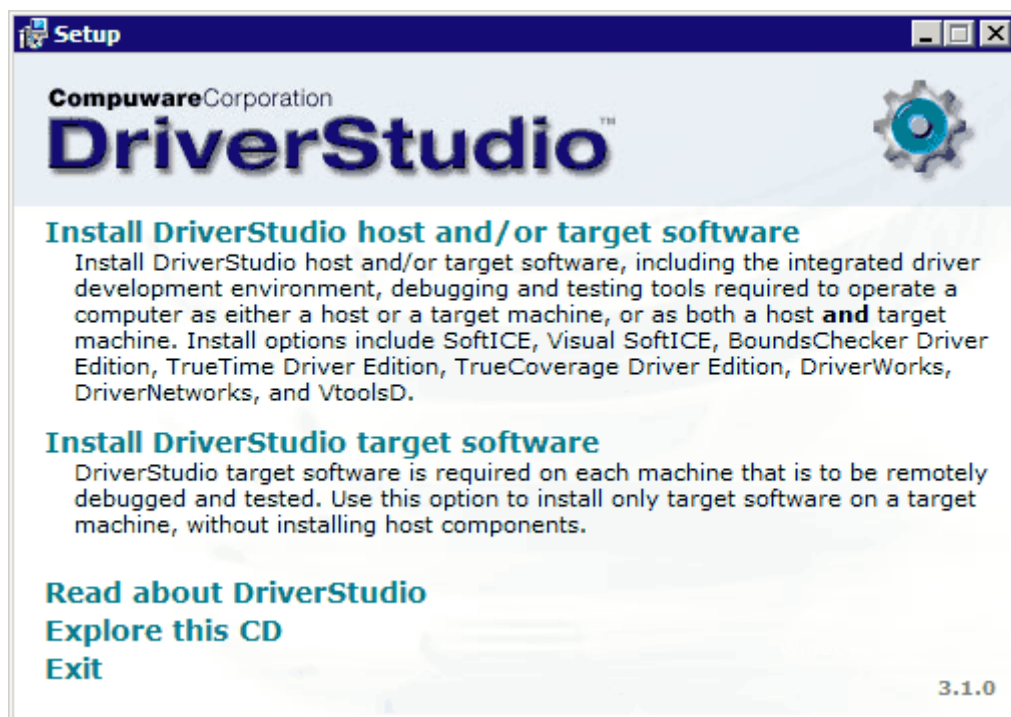 Setup
CompuwareCorporation
DriverStudio™
Install DriverStudio host and/or target software
Install DriverStudio host and/or target software, including the integrated driver
development environment, debugging and testing tools required to operate a
computer as either a host or a target machine, or as both a host and target
machine. Install options include SoftICE, Visual SoftICE, BoundsChecker Driver
Edition, TrueTime Driver Edition, TrueCoverage Driver Edition, DriverWorks,
DriverNetworks, and VtoolsD.
Install DriverStudio target software
DriverStudio target software is required on each machine that is to be remotely
debugged and tested. Use this option to install only target software on a target
machine, without installing host components.
Read about DriverStudio
Explore this CD
Exit
3.1.0